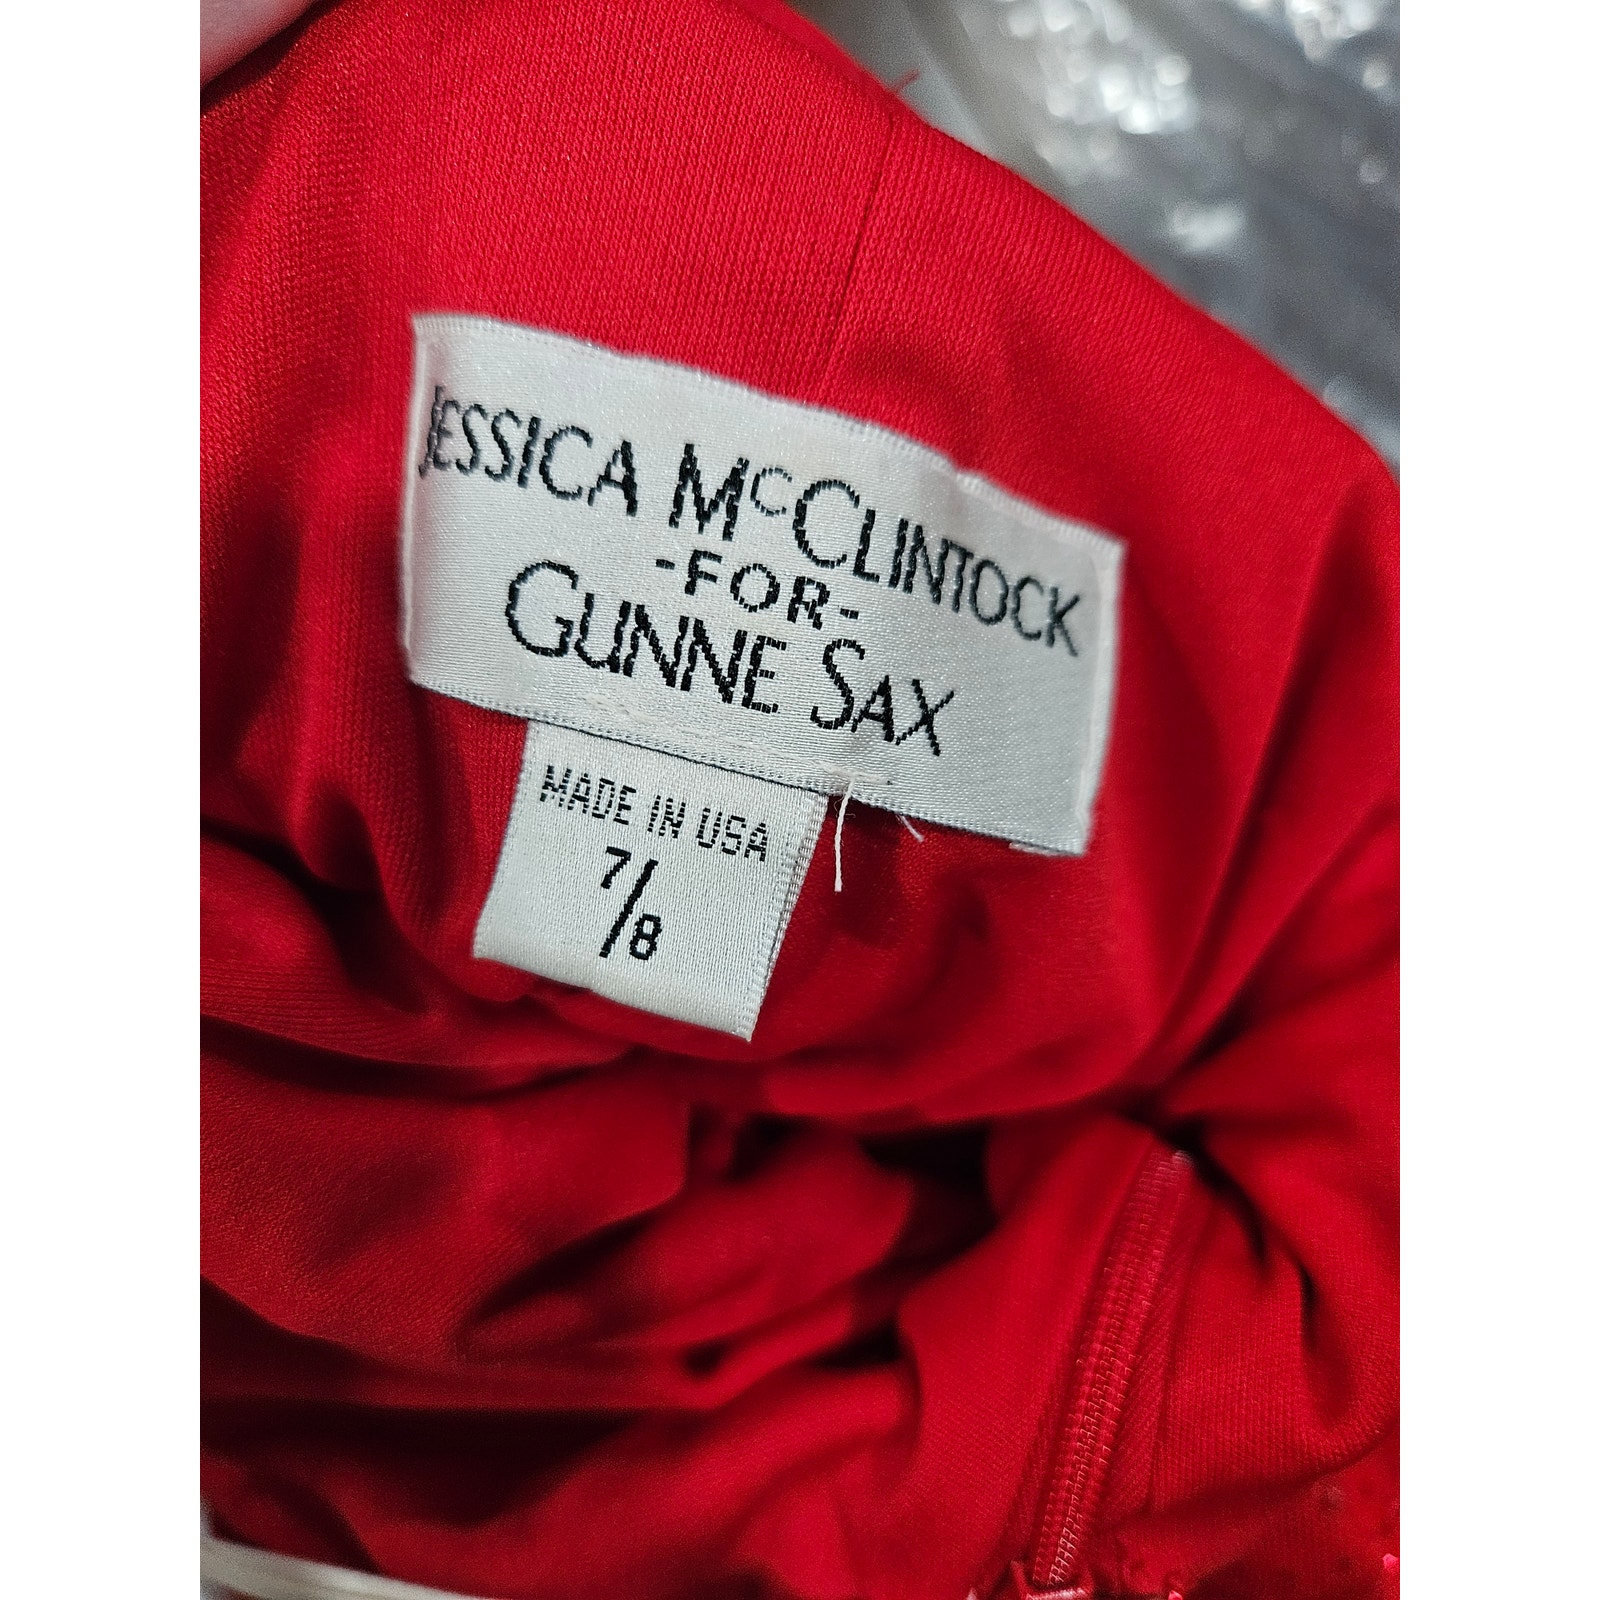 JESSICA McCLINTOCK
-FOR-
GUNNE SAX
MADE IN USA
7/8